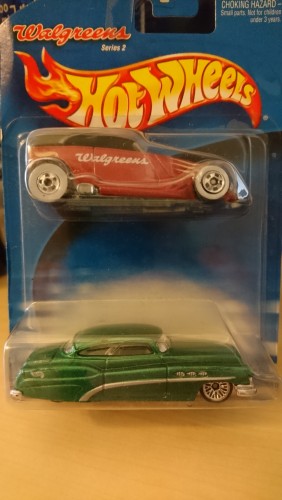 CHOKING HAZARD –
Small parts. Not for children
under 3 years.
Walgreens
Series 2
Hot Wheels
Walgreens